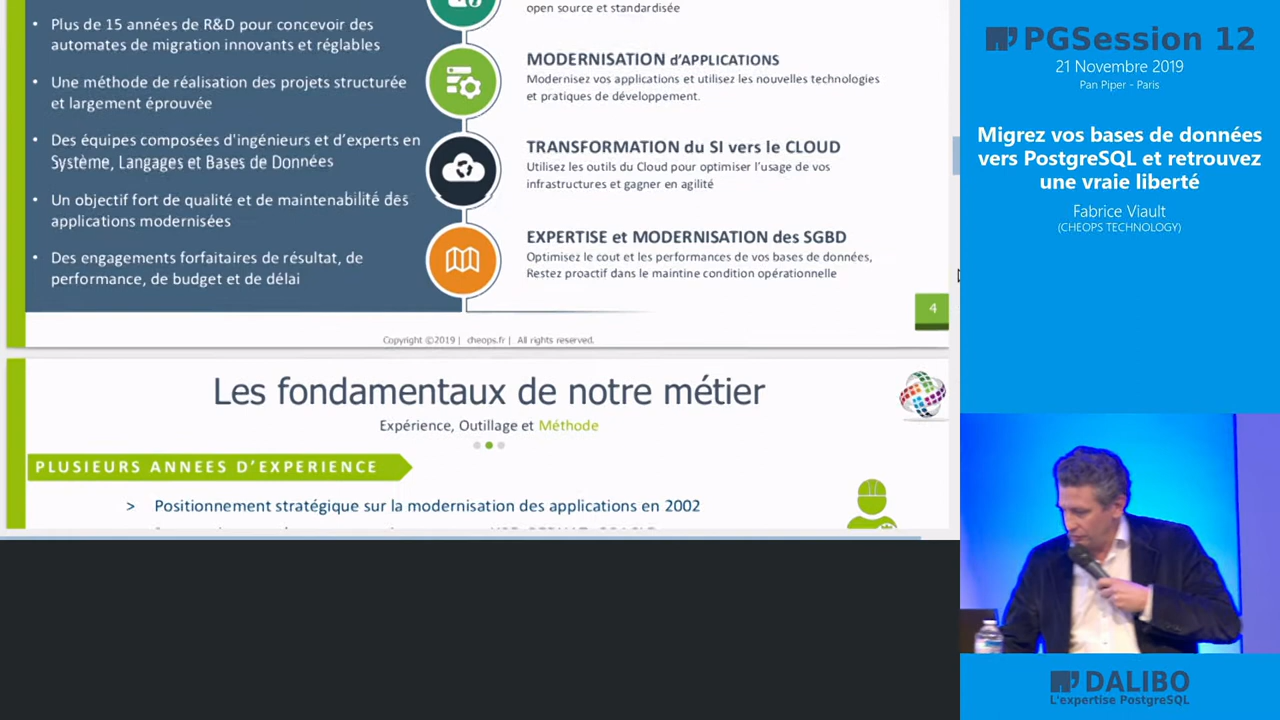 • Plus de 15 années de R&D pour concevoir des
automates de migration innovants et réglables
• Une méthode de réalisation des projets structurée
et largement éprouvée
• Des équipes composées d'ingénieurs et d'experts en
Système, Langages et Bases de Données
• Un objectif fort de qualité et de maintenabilité des
applications modernisées
• Des engagements forfaitaires de résultat, de
performance, de budget et de délai
open source et standardisée
MODERNISATION d'APPLICATIONS
Modernisez vos applications et utilisez les nouvelles technologies
et pratiques de développement.
TRANSFORMATION du SI vers le CLOUD
Utilisez les outils du Cloud pour optimiser l'usage de vos
infrastructures et gagner en agilité
EXPERTISE et MODERNISATION des SGBD
Optimisez le cout et les performances de vos bases de données,
Restez proactif dans le maintine condition opérationnelle
4
Copyright ©2019 | cheops.fr | All rights reserved.
Les fondamentaux de notre métier
Expérience, Outillage et Méthode
PLUSIEURS ANNEES D'EXPERIENCE
> Positionnement stratégique sur la modernisation des applications en 2002
PGSession 12
21 Novembre 2019
Pan Piper - Paris
Migrez vos bases de données
vers PostgreSQL et retrouvez
une vraie liberté
Fabrice Viault
(CHEOPS TECHNOLOGY)
DALIBO
L'expertise PostgreSQL